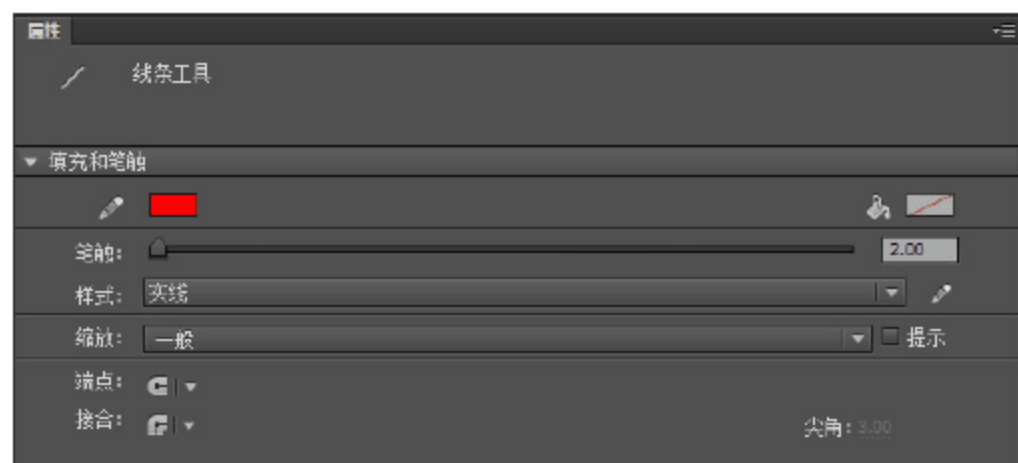 属性
线条工具
填充和笔触
笔触: 2.00
样式: 实线
缩放: 一般 提示
端点:
接合: 尖角: 3.00